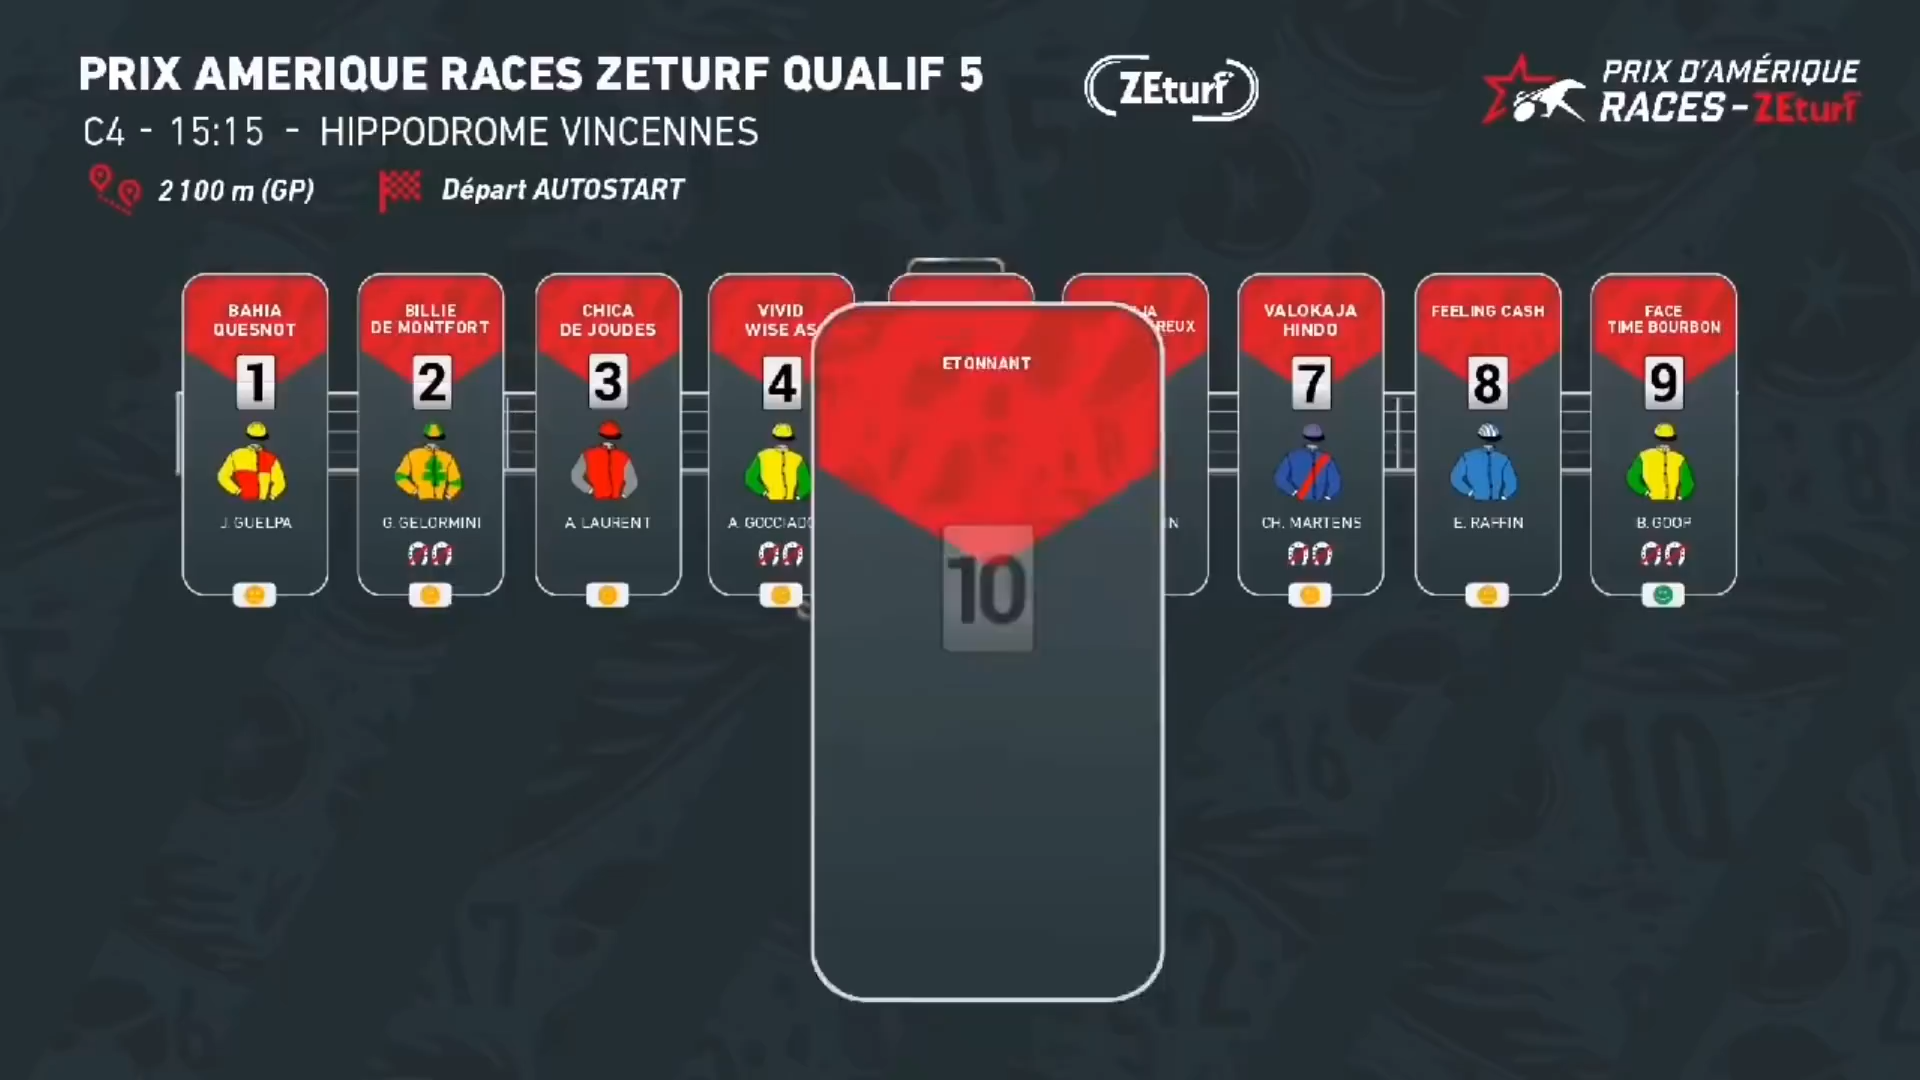 PRIX AMERIQUE RACES ZETURF QUALIF 5
C4 - 15:15 - HIPPODROME VINCENNES
2100 m (GP)
Départ AUTOSTART
ZEturf
PRIX D'AMÉRIQUE
RACES-ZEturf
BAHIA
QUESNOT
1
J. GUELPA
BILLIE
DE MONTFORT
2
G. GELORMINI
CHICA
DE JOUDES
3
A. LAURENT
VIVID
WISE AS
4
A. GOCCIADO
ETONNANT
10
VALOKAJA
HINDO
7
CH. MARTENS
FEELING CASH
8
E. RAFFIN
FACE
TIME BOURBON
9
B. GOOP